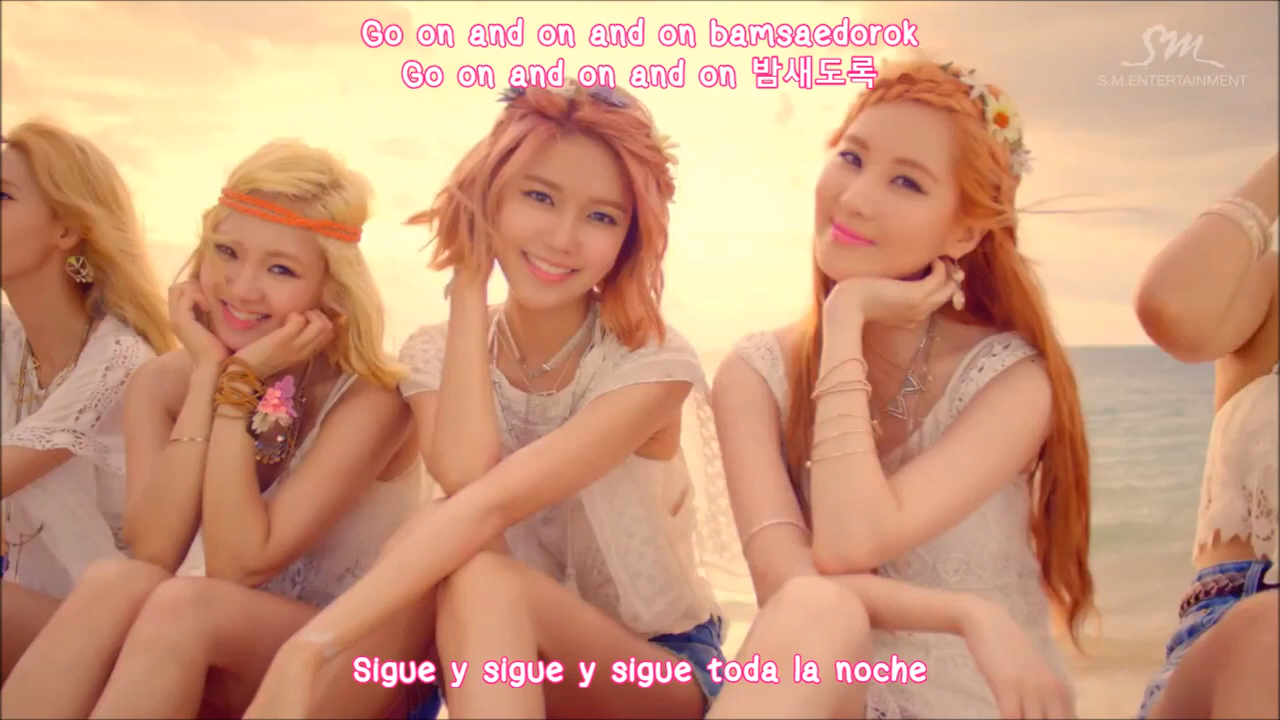 Go on and on and on bamsaedorok
Go on and on and on 밤새도록
SM
S.M.ENTERTAINMENT
Sigue y sigue y sigue toda la noche